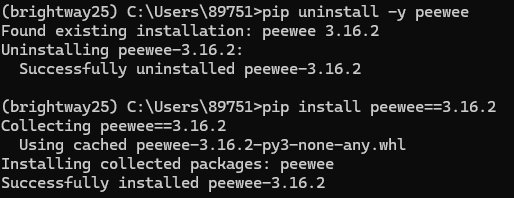 (brightway25) C:\Users\89751>pip uninstall -y peewee
Found existing installation: peewee 3.16.2
Uninstalling peewee-3.16.2:
  Successfully uninstalled peewee-3.16.2

(brightway25) C:\Users\89751>pip install peewee==3.16.2
Collecting peewee==3.16.2
  Using cached peewee-3.16.2-py3-none-any.whl
Installing collected packages: peewee
Successfully installed peewee-3.16.2